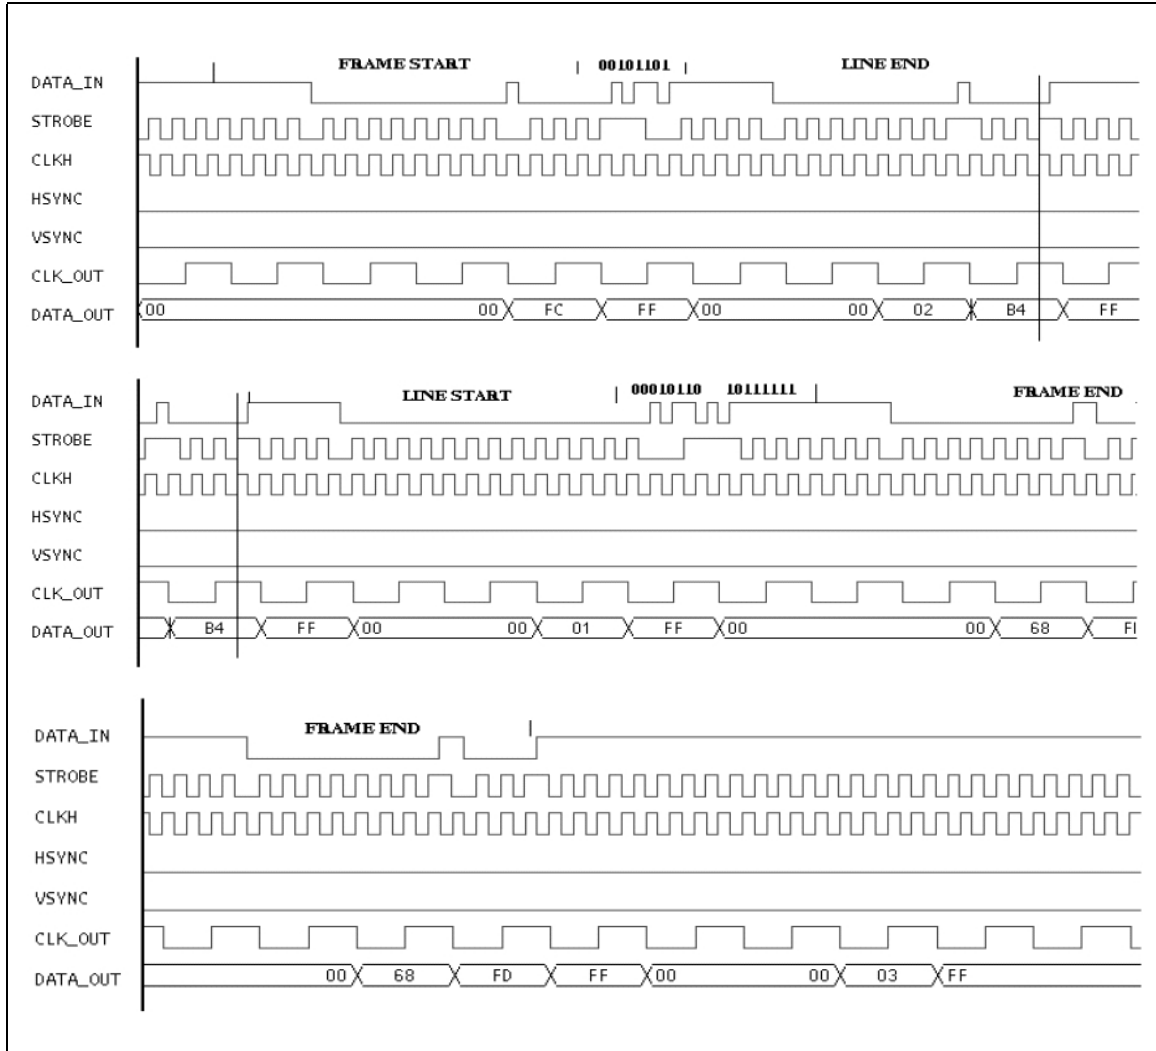 FRAME START 00101101 LINE END
DATA_IN
STROBE
CLKH
HSYNC
VSYNC
CLK_OUT
DATA_OUT 00 00 FC FF 00 00 02 B4 FF
LINE START 00010110 10111111 FRAME END
DATA_IN
STROBE
CLKH
HSYNC
VSYNC
CLK_OUT
DATA_OUT B4 FF 00 00 01 FF 00 00 68
FRAME END
DATA_IN
STROBE
CLKH
HSYNC
VSYNC
CLK_OUT
DATA_OUT 00 68 FD FF 00 00 03 FF